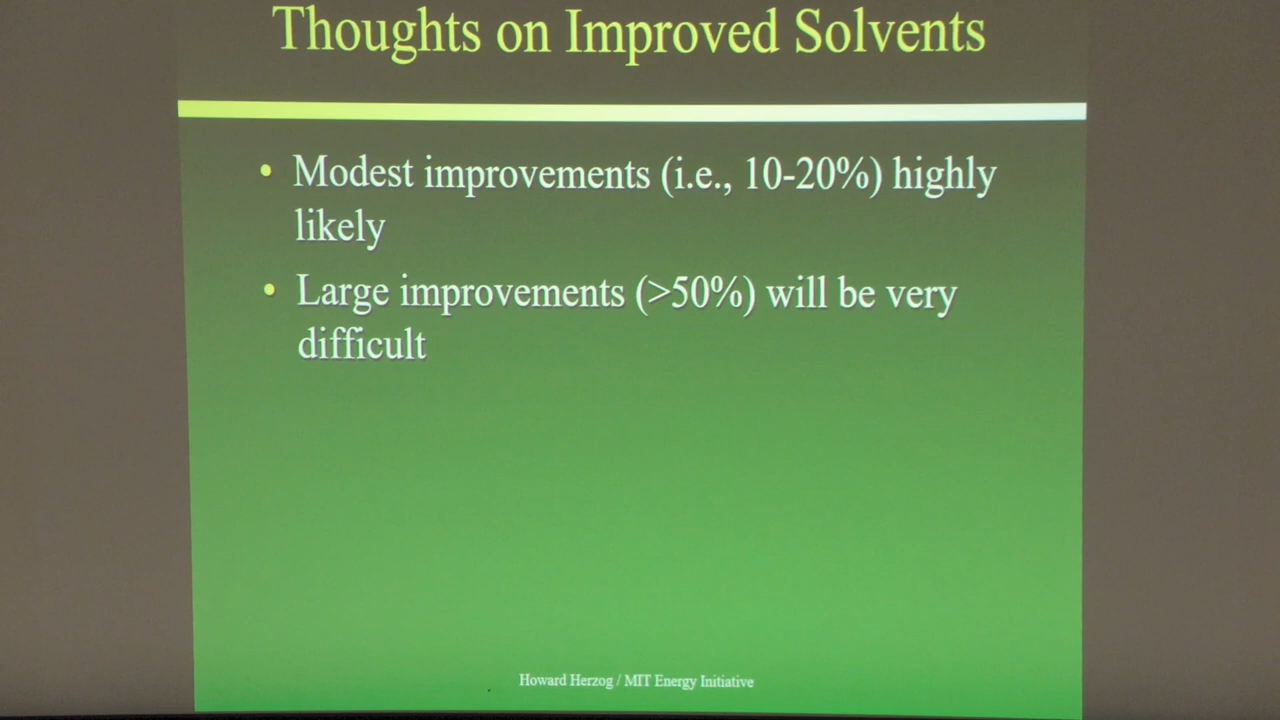 Thoughts on Improved Solvents
• Modest improvements (i.e., 10-20%) highly
likely
• Large improvements (>50%) will be very
difficult
Howard Herzog / MIT Energy Initiative